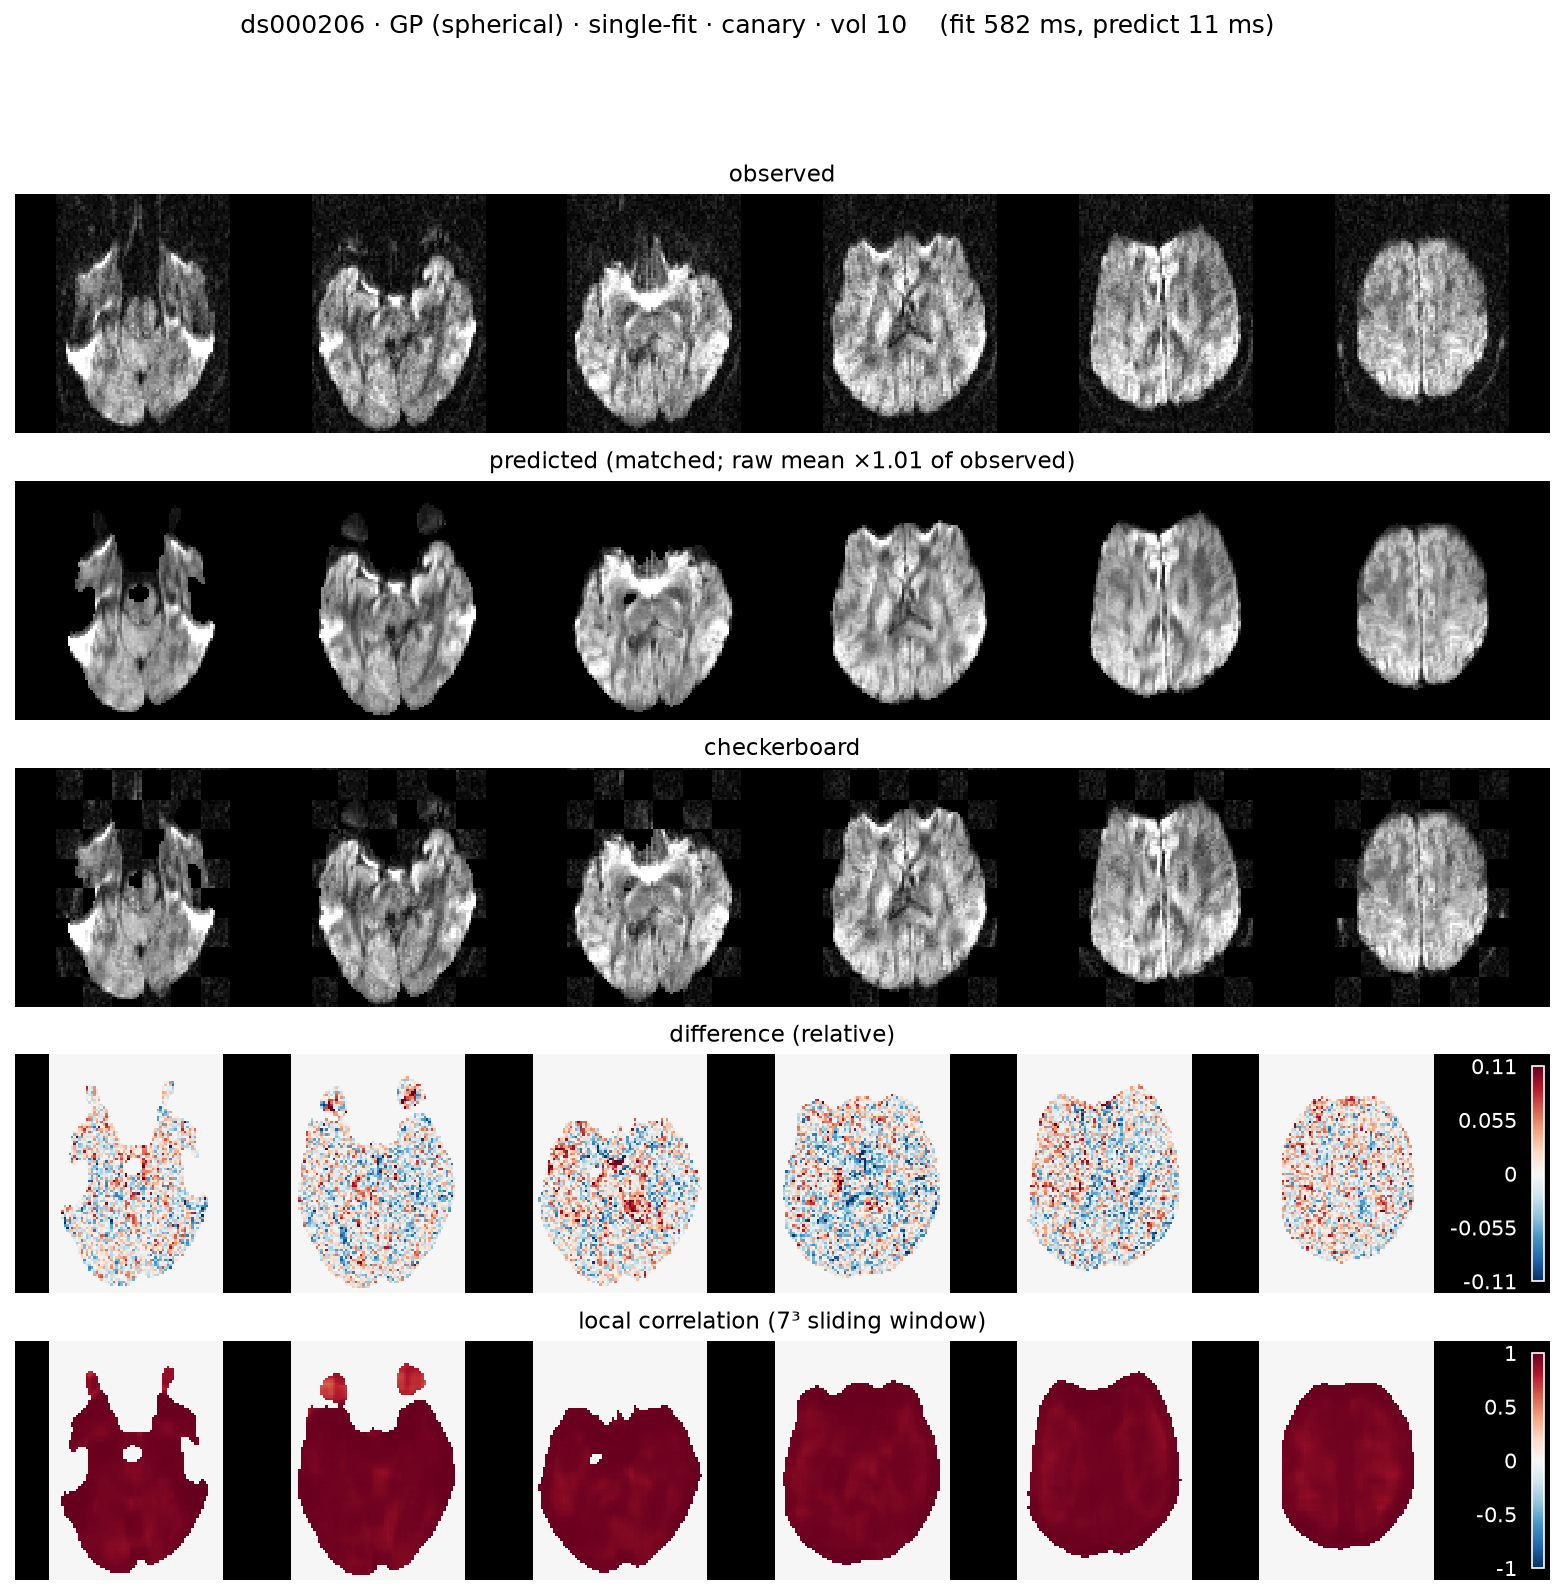 ds000206 · GP (spherical) · single-fit · canary · vol 10    (fit 582 ms, predict 11 ms)
observed
predicted (matched; raw mean ×1.01 of observed)
checkerboard
difference (relative)
0.11
0.055
0
-0.055
-0.11
local correlation (7³ sliding window)
1
0.5
0
-0.5
-1